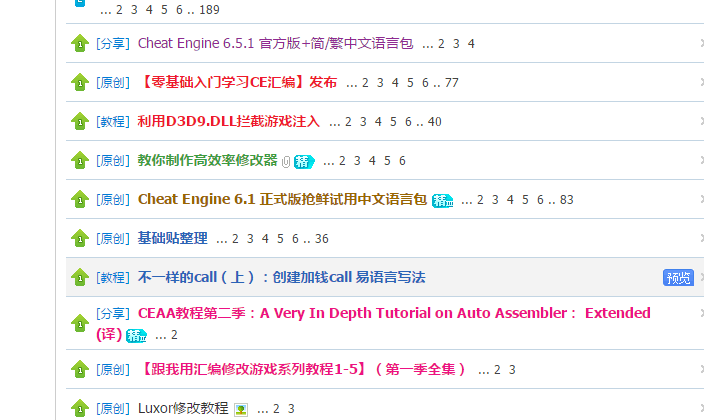 ... 2 3 4 5 6 .. 189
1 [分享] Cheat Engine 6.5.1 官方版+简/繁中文语言包 ... 2 3 4
1 [原创] 【零基础入门学习CE汇编】发布 ... 2 3 4 5 6 .. 77
1 [教程] 利用D3D9.DLL拦截游戏注入 ... 2 3 4 5 6 .. 40
1 [原创] 教你制作高效率修改器 精 ... 2 3 4 5 6
1 [原创] Cheat Engine 6.1 正式版抢鲜试用中文语言包 精 ... 2 3 4 5 6 .. 83
1 [原创] 基础贴整理 ... 2 3 4 5 6 .. 36
1 [教程] 不一样的call（上）：创建加钱call 易语言写法 预览
1 [分享] CEAA教程第二季：A Very In Depth Tutorial on Auto Assembler： Extended
(译) 精 ... 2
1 [原创] 【跟我用汇编修改游戏系列教程1-5】（第一季全集） ... 2 3
1 [原创] Luxor修改教程 ... 2 3